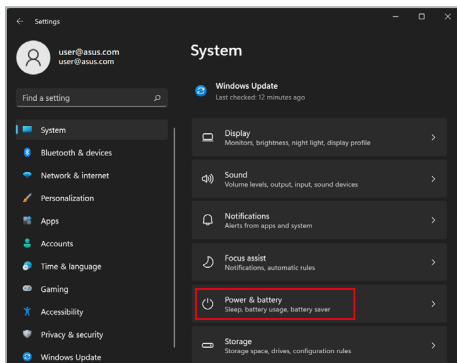 Settings
user@asus.com
user@asus.com
Find a setting
System
Bluetooth & devices
Network & internet
Personalization
Apps
Accounts
Time & language
Gaming
Accessibility
Privacy & security
Windows Update
System
Windows Update
Last checked: 12 minutes ago
Display
Monitors, brightness, night light, display profile
Sound
Volume levels, output, input, sound devices
Notifications
Alerts from apps and system
Focus assist
Notifications, automatic rules
Power & battery
Sleep, battery usage, battery saver
Storage
Storage space, drives, configuration rules